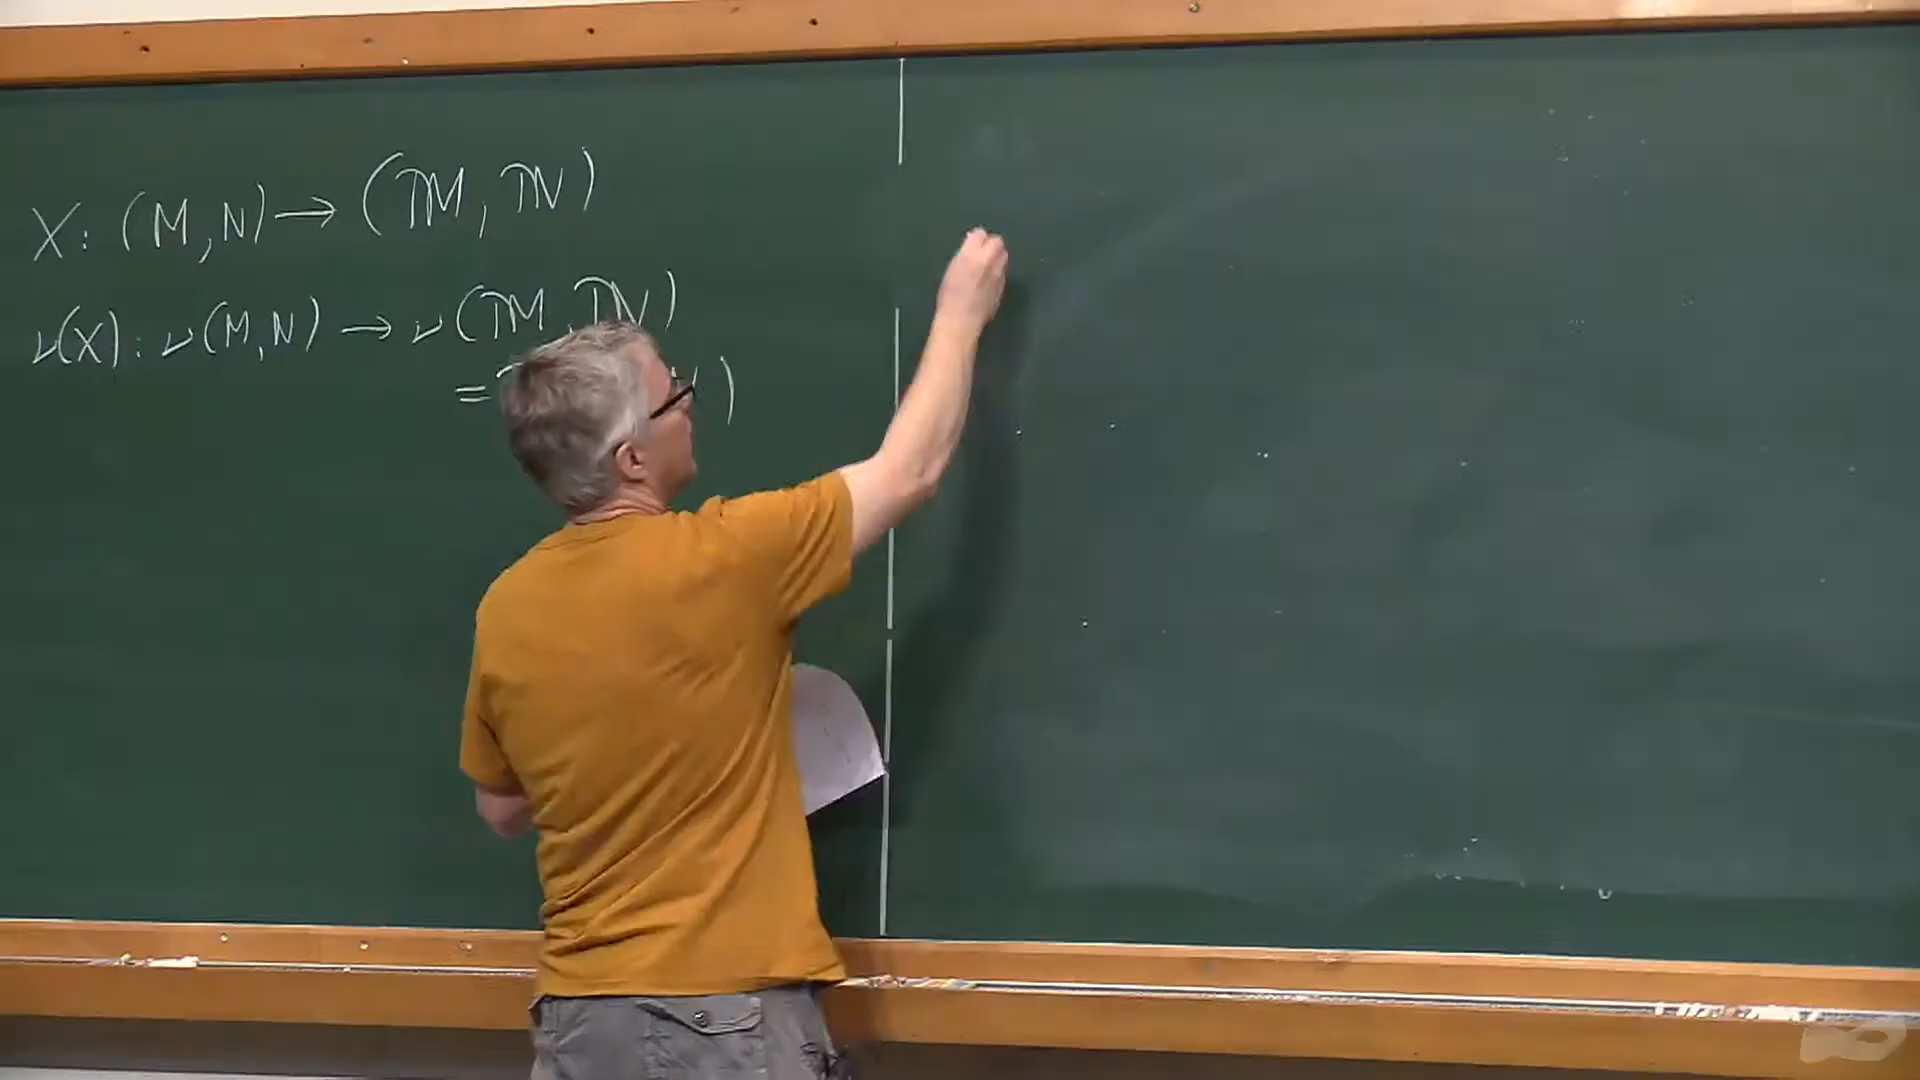 X: (M, N) → (TM, TN)
ν(X): ν(M, N) → ν(TM, TN)
= T )